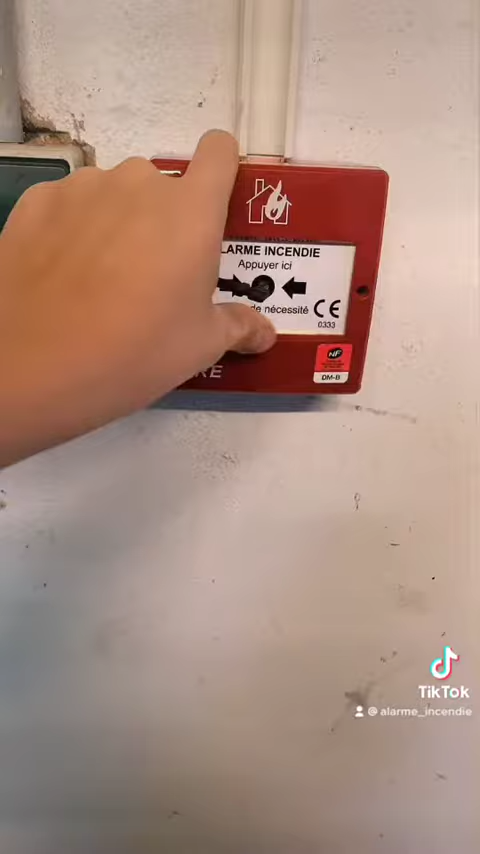 ALARME INCENDIE
Appuyer ici
de nécessité
CE
0333
NF
DM-B
TikTok
@alarme_incendie